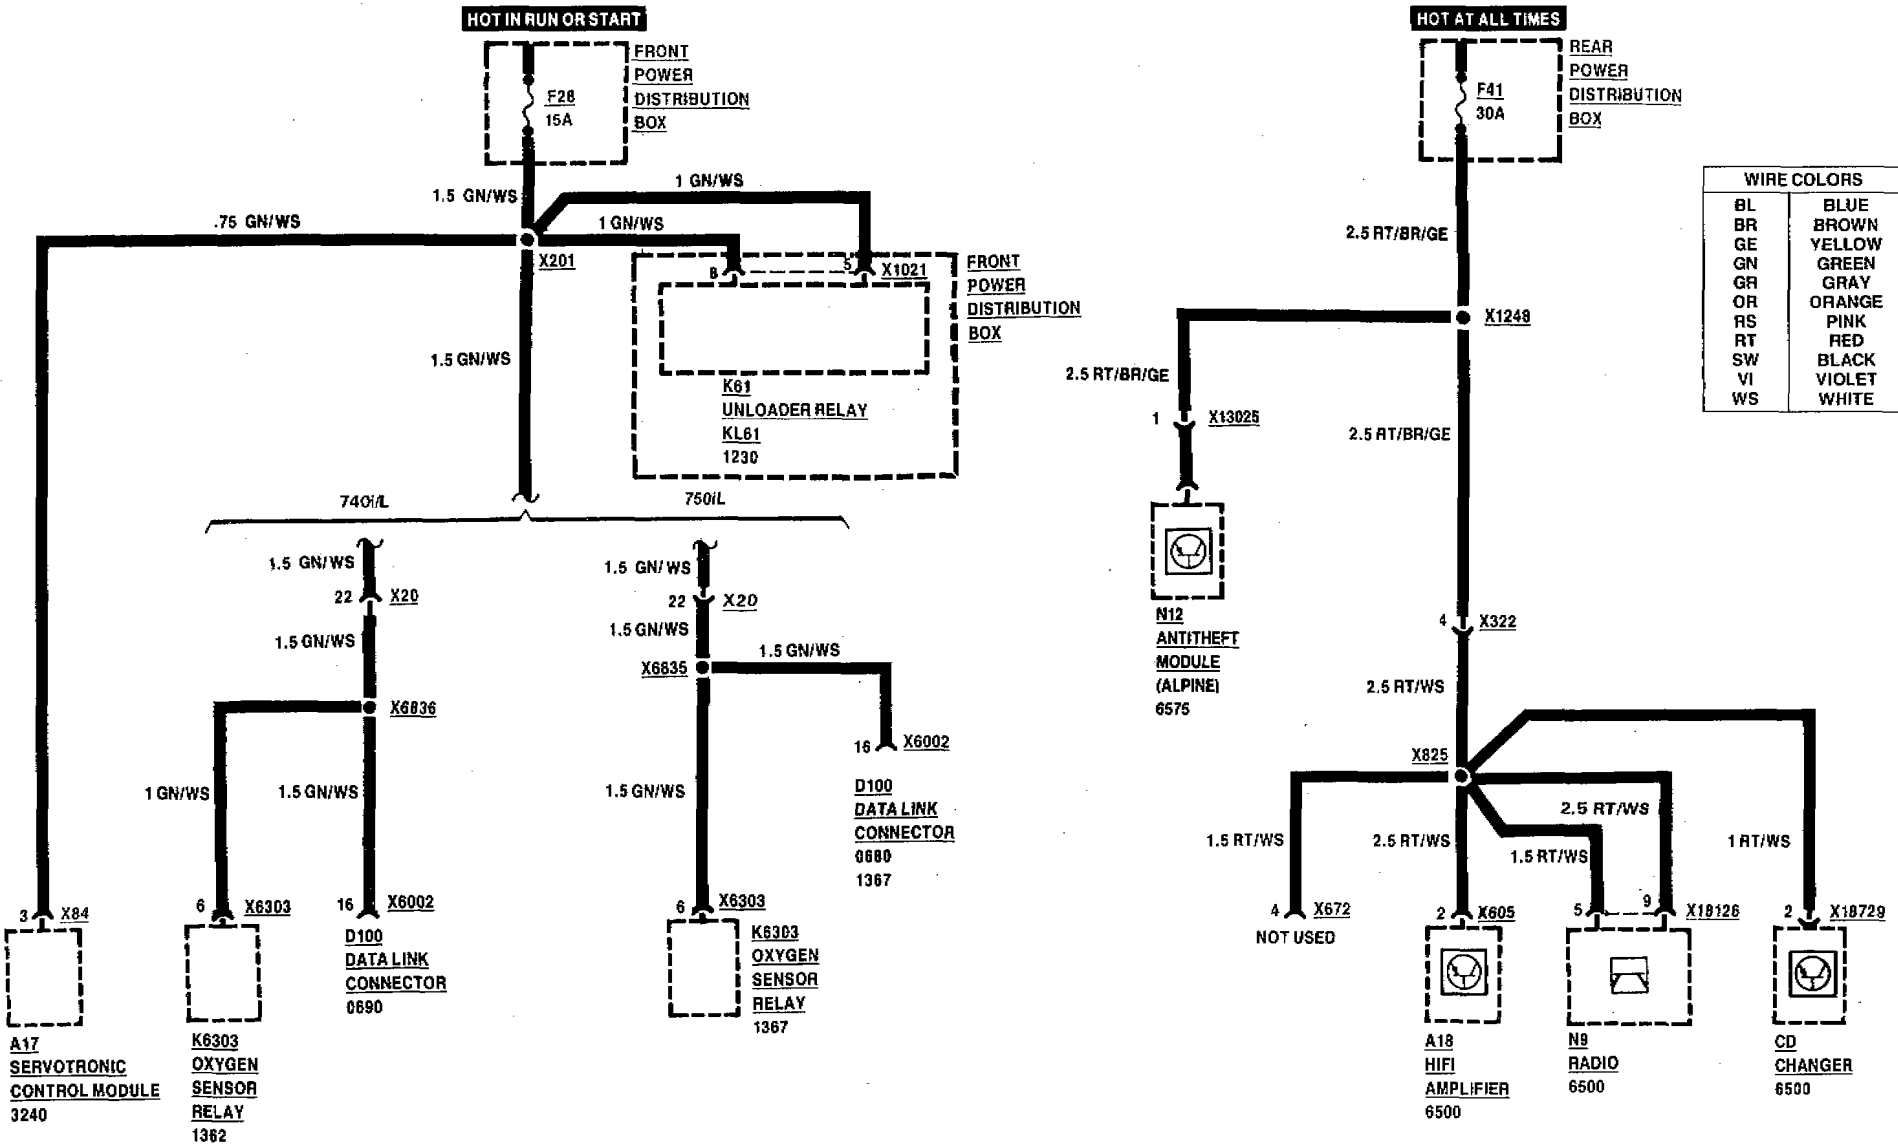 HOT IN RUN OR START
FRONT
POWER
DISTRIBUTION
BOX
F28
15A
1.5 GN/WS
1 GN/WS
.75 GN/WS
1 GN/WS
X201
8
5
X1021
FRONT
POWER
DISTRIBUTION
BOX
K61
UNLOADER RELAY
KL61
1230
1.5 GN/WS
740i/L
750iL
1.5 GN/WS
22
X20
1.5 GN/WS
X6836
1 GN/WS
1.5 GN/WS
1.5 GN/WS
22
X20
1.5 GN/WS
X6835
1.5 GN/WS
16
X6002
D100
DATA LINK
CONNECTOR
0680
1367
1.5 GN/WS
3
X84
A17
SERVOTRONIC
CONTROL MODULE
3240
6
X6303
K6303
OXYGEN
SENSOR
RELAY
1362
16
X6002
D100
DATA LINK
CONNECTOR
0690
6
X6303
K6303
OXYGEN
SENSOR
RELAY
1367
HOT AT ALL TIMES
REAR
POWER
DISTRIBUTION
BOX
F41
30A
2.5 RT/BR/GE
X1248
2.5 RT/BR/GE
1
X13025
N12
ANTITHEFT
MODULE
(ALPINE)
6575
2.5 RT/BR/GE
4
X322
2.5 RT/WS
X825
1.5 RT/WS
2.5 RT/WS
2.5 RT/WS
1.5 RT/WS
1 RT/WS
4
X672
NOT USED
2
X605
A18
HIFI
AMPLIFIER
6500
5
9
X18126
N9
RADIO
6500
2
X18729
CD
CHANGER
6500
WIRE COLORS
BL BLUE
BR BROWN
GE YELLOW
GN GREEN
GR GRAY
OR ORANGE
RS PINK
RT RED
SW BLACK
VI VIOLET
WS WHITE